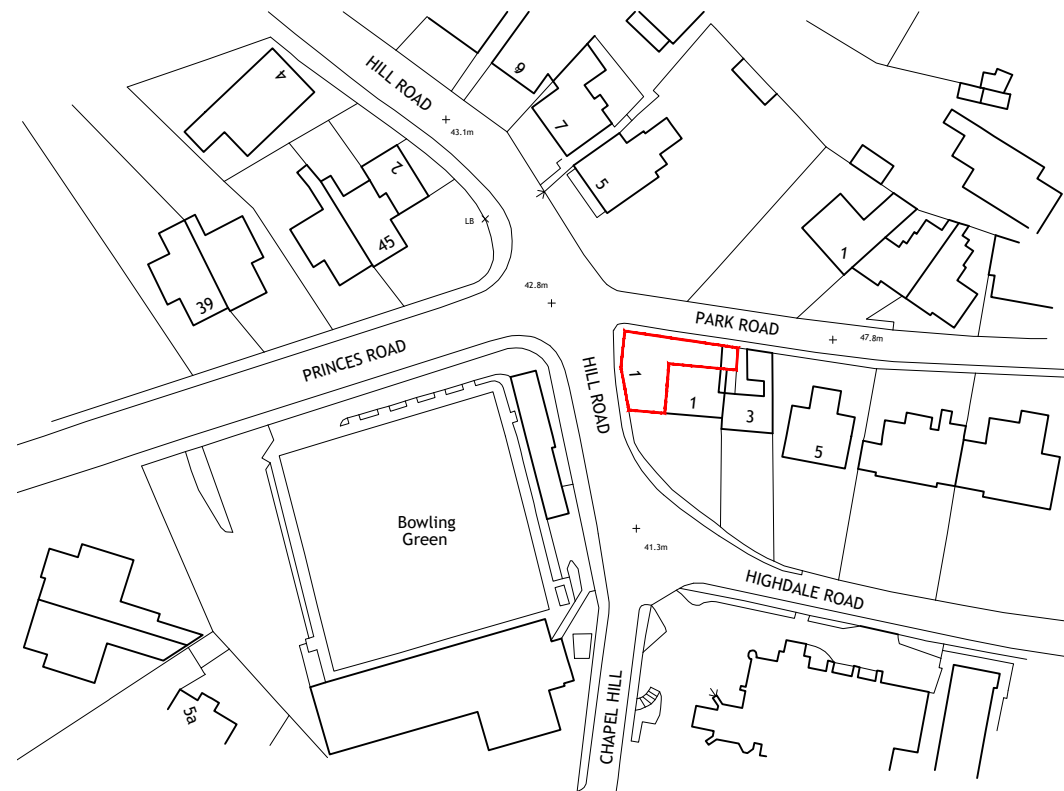 4
HILL ROAD
9
7
43.1m
2
5
LB
45
1
39
42.8m
PARK ROAD
47.8m
PRINCES ROAD
HILL ROAD
1
1
3
5
Bowling
Green
41.3m
HIGHDALE ROAD
CHAPEL HILL
5a